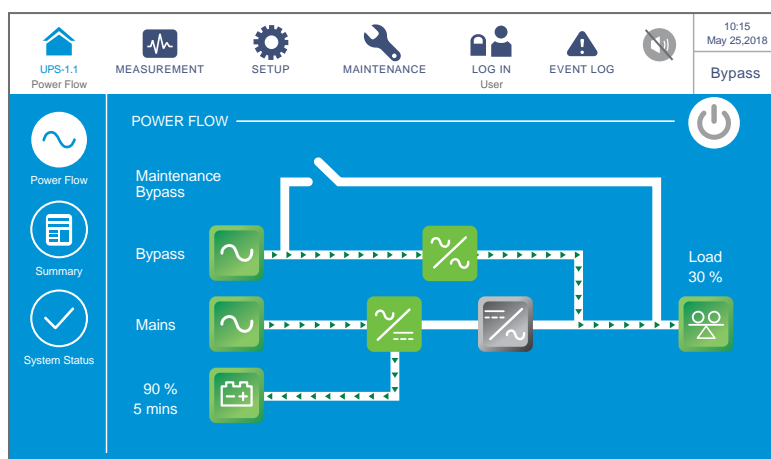 10:15
May 25,2018
UPS-1.1
MEASUREMENT
SETUP
MAINTENANCE
LOG IN
EVENT LOG
Power Flow
User
Bypass
POWER FLOW
Power Flow
Maintenance
Bypass
Bypass
Load
30 %
Summary
Mains
System Status
90 %
5 mins